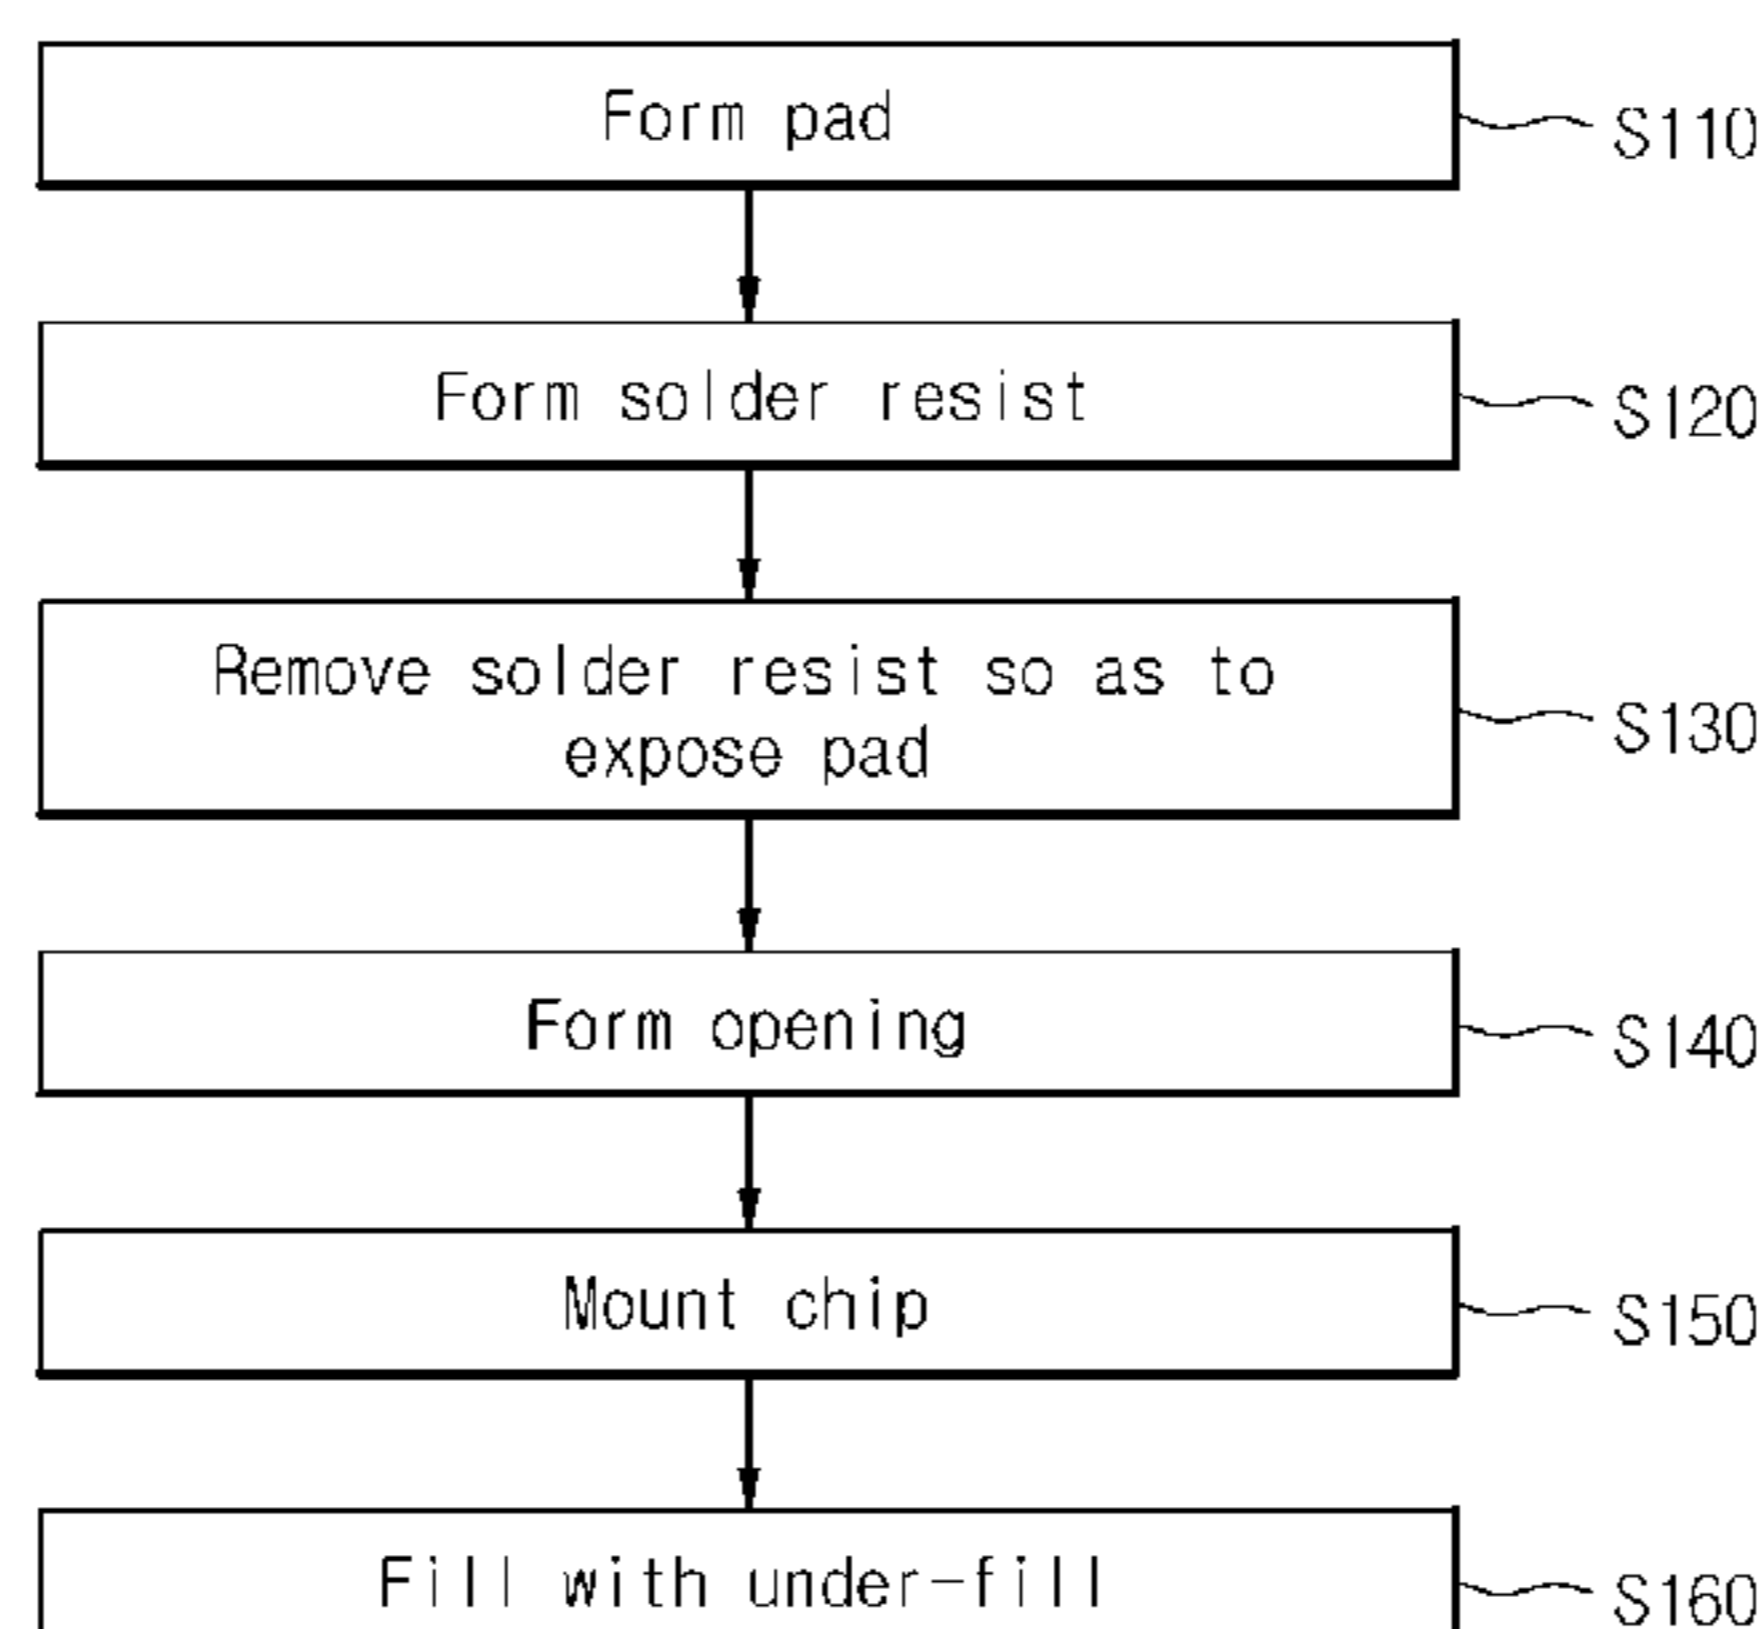 Form pad
S110
Form solder resist
S120
Remove solder resist so as to
expose pad
S130
Form opening
S140
Mount chip
S150
Fill with under-fill
S160